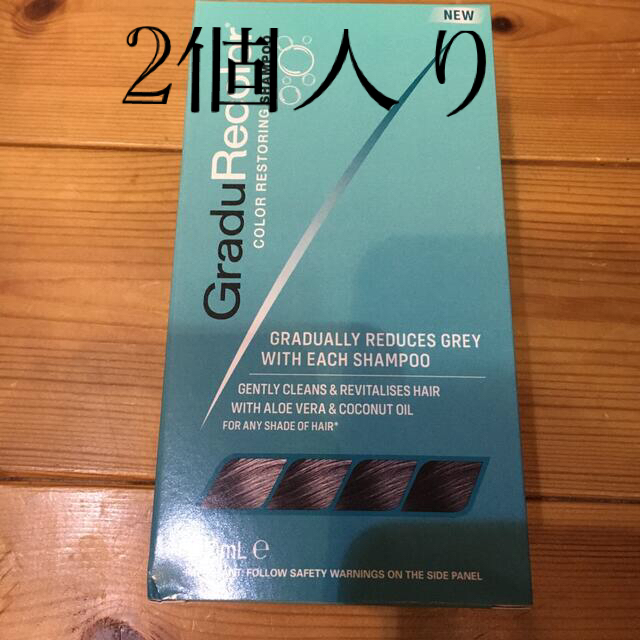 2個入り
NEW
GraduRecolor
COLOR RESTORING SHAMPOO
GRADUALLY REDUCES GREY
WITH EACH SHAMPOO
GENTLY CLEANS & REVITALISES HAIR
WITH ALOE VERA & COCONUT OIL
FOR ANY SHADE OF HAIR*
mL e
FOLLOW SAFETY WARNINGS ON THE SIDE PANEL